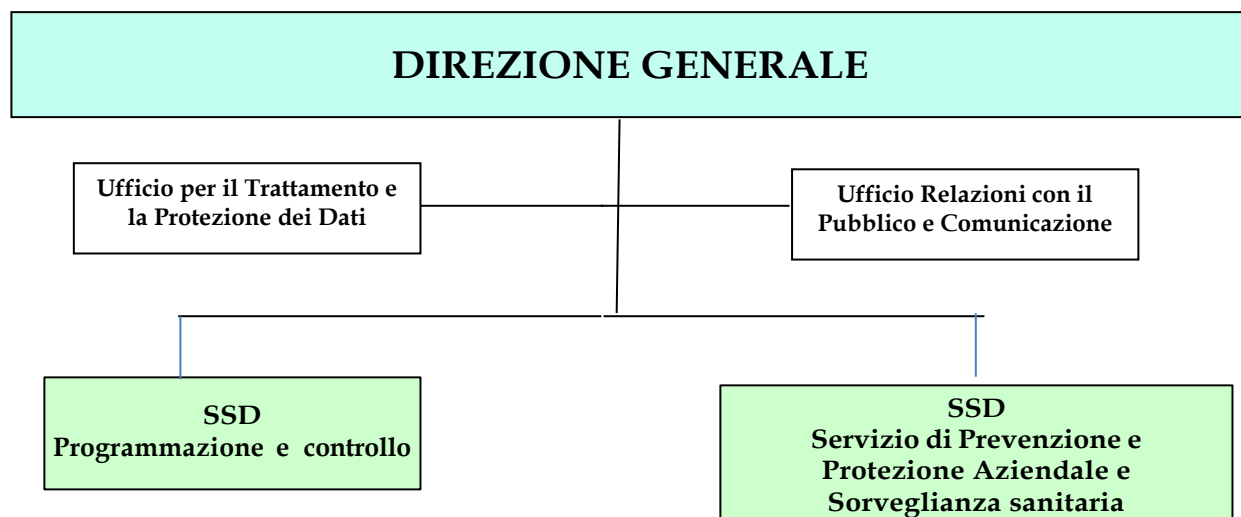 DIREZIONE GENERALE
Ufficio per il Trattamento e
la Protezione dei Dati
Ufficio Relazioni con il
Pubblico e Comunicazione
SSD
Programmazione e controllo
SSD
Servizio di Prevenzione e
Protezione Aziendale e
Sorveglianza sanitaria